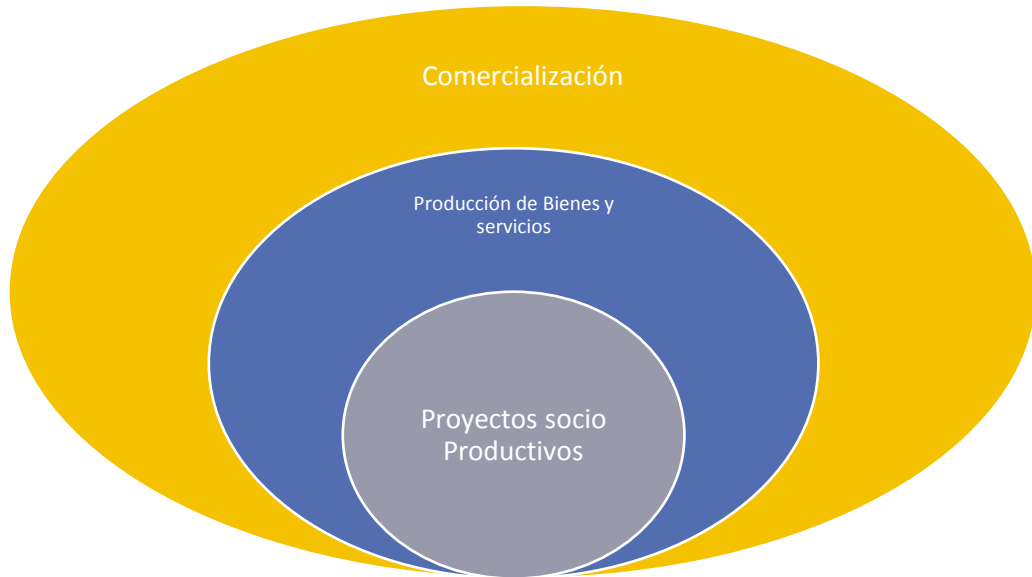 Comercialización
Producción de Bienes y
servicios
Proyectos socio
Productivos